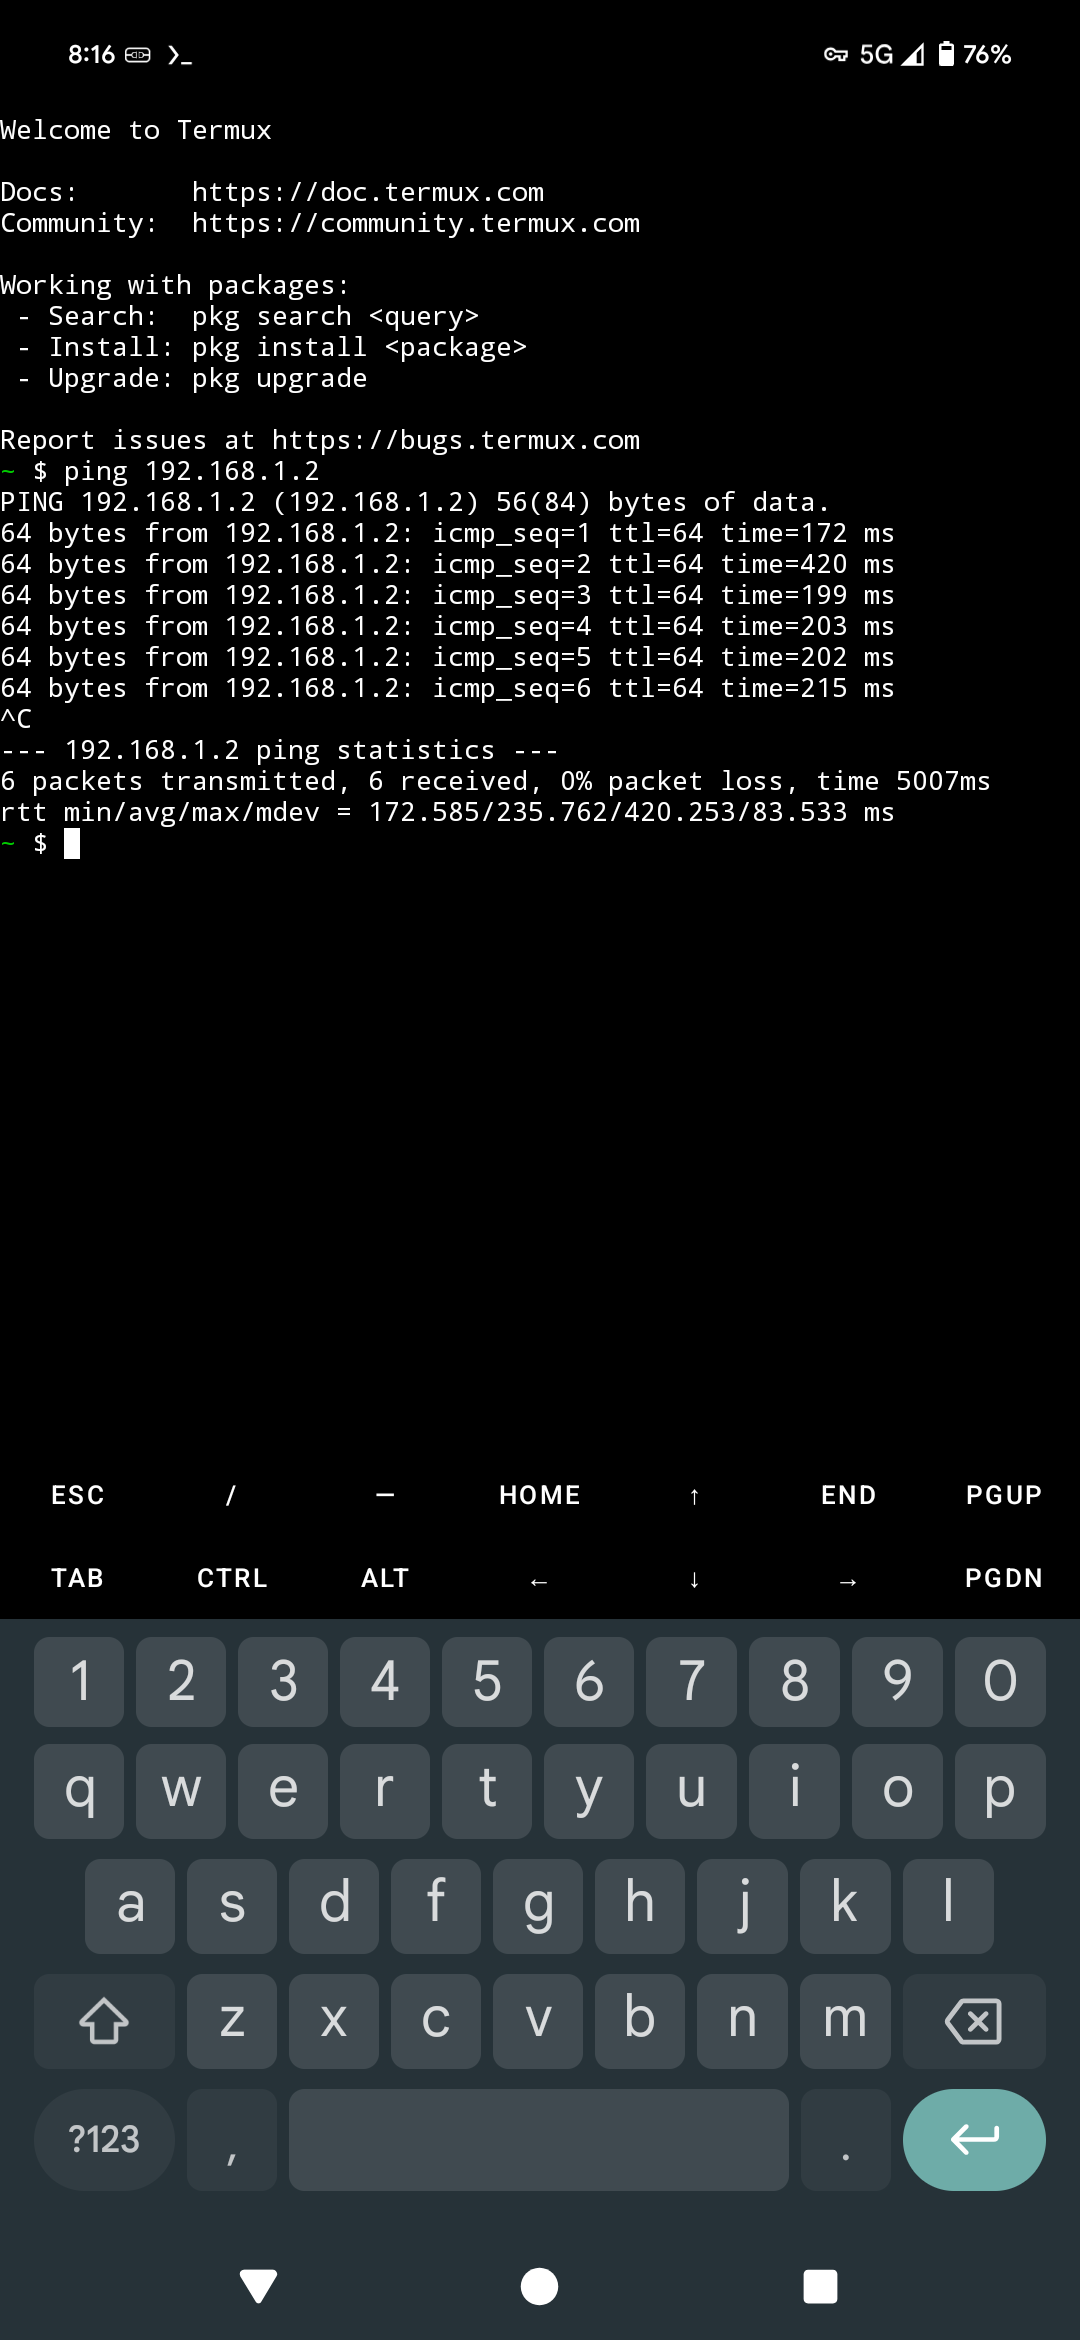 8:16 5G 76%
Welcome to Termux
Docs: https://doc.termux.com
Community: https://community.termux.com
Working with packages:
- Search: pkg search <query>
- Install: pkg install <package>
- Upgrade: pkg upgrade
Report issues at https://bugs.termux.com
~ $ ping 192.168.1.2
PING 192.168.1.2 (192.168.1.2) 56(84) bytes of data.
64 bytes from 192.168.1.2: icmp_seq=1 ttl=64 time=172 ms
64 bytes from 192.168.1.2: icmp_seq=2 ttl=64 time=420 ms
64 bytes from 192.168.1.2: icmp_seq=3 ttl=64 time=199 ms
64 bytes from 192.168.1.2: icmp_seq=4 ttl=64 time=203 ms
64 bytes from 192.168.1.2: icmp_seq=5 ttl=64 time=202 ms
64 bytes from 192.168.1.2: icmp_seq=6 ttl=64 time=215 ms
^C
--- 192.168.1.2 ping statistics ---
6 packets transmitted, 6 received, 0% packet loss, time 5007ms
rtt min/avg/max/mdev = 172.585/235.762/420.253/83.533 ms
~ $
ESC / — HOME ↑ END PGUP
TAB CTRL ALT ← ↓ → PGDN
1 2 3 4 5 6 7 8 9 0
q w e r t y u i o p
a s d f g h j k l
z x c v b n m
?123 , .